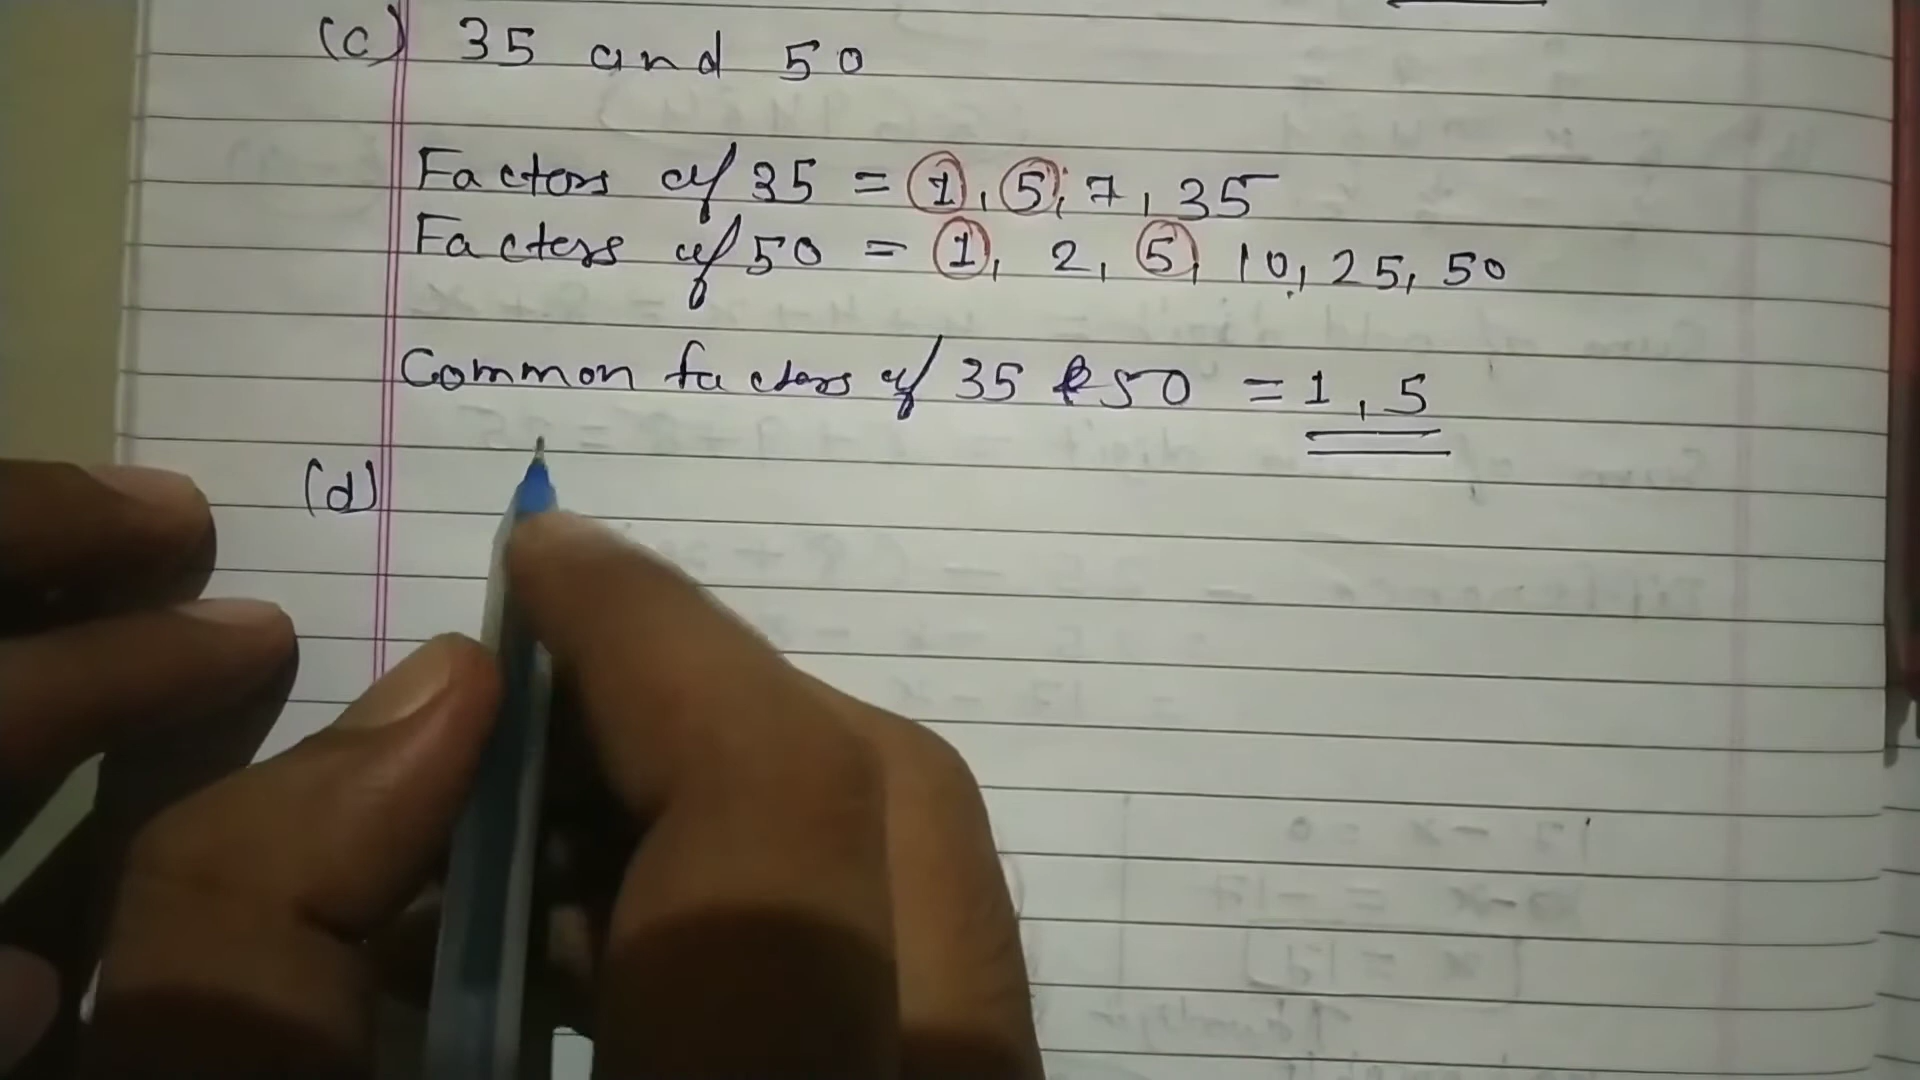 (c) 35 and 50
Factors of 35 = 1, 5, 7, 35
Factors of 50 = 1, 2, 5, 10, 25, 50
Common factors of 35 & 50 = 1, 5
(d)